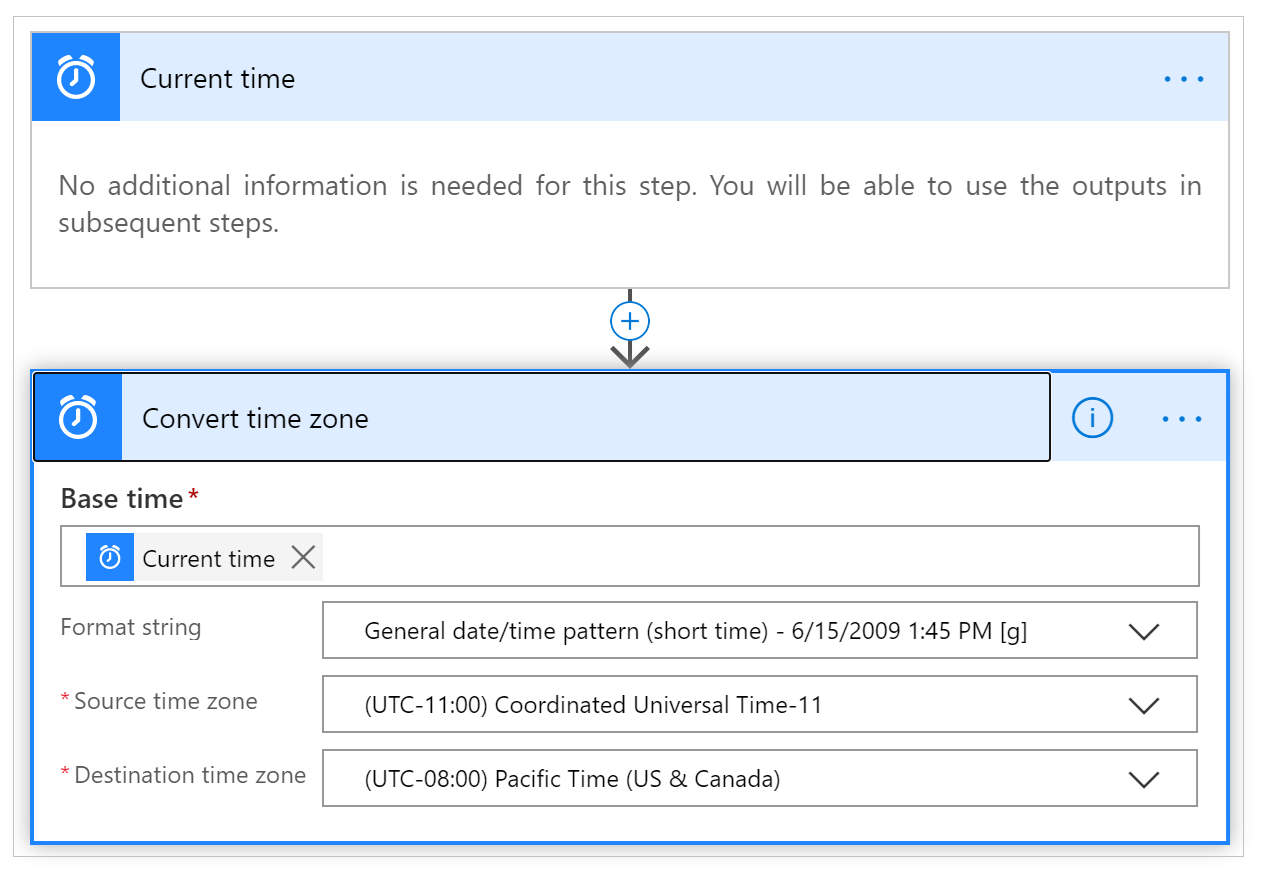 Current time
No additional information is needed for this step. You will be able to use the outputs in
subsequent steps.
Convert time zone
Base time*
Current time
Format string
General date/time pattern (short time) - 6/15/2009 1:45 PM [g]
* Source time zone
(UTC-11:00) Coordinated Universal Time-11
* Destination time zone
(UTC-08:00) Pacific Time (US & Canada)